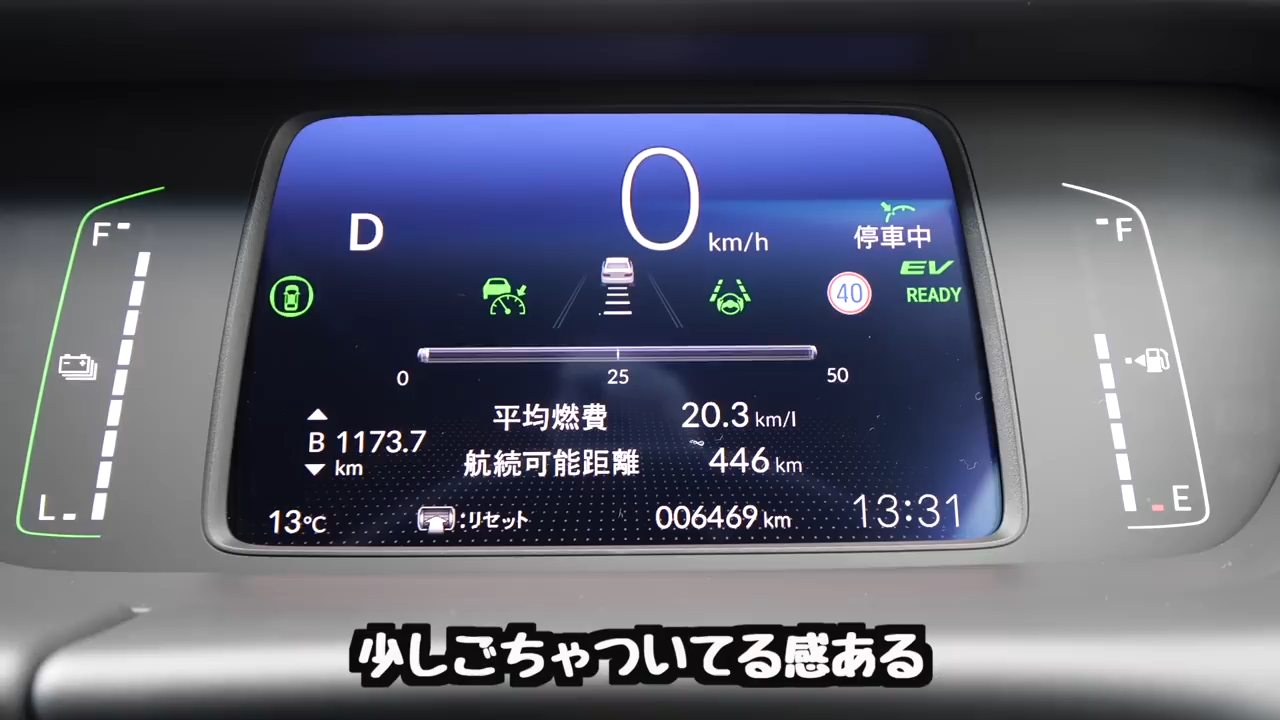 0
km/h
D
停車中
EV
READY
40
F
F
0
25
50
平均燃費 20.3 km/l
B 1173.7
km
航続可能距離 446 km
L
E
13℃
:リセット
006469 km
13:31
少しごちゃついてる感ある